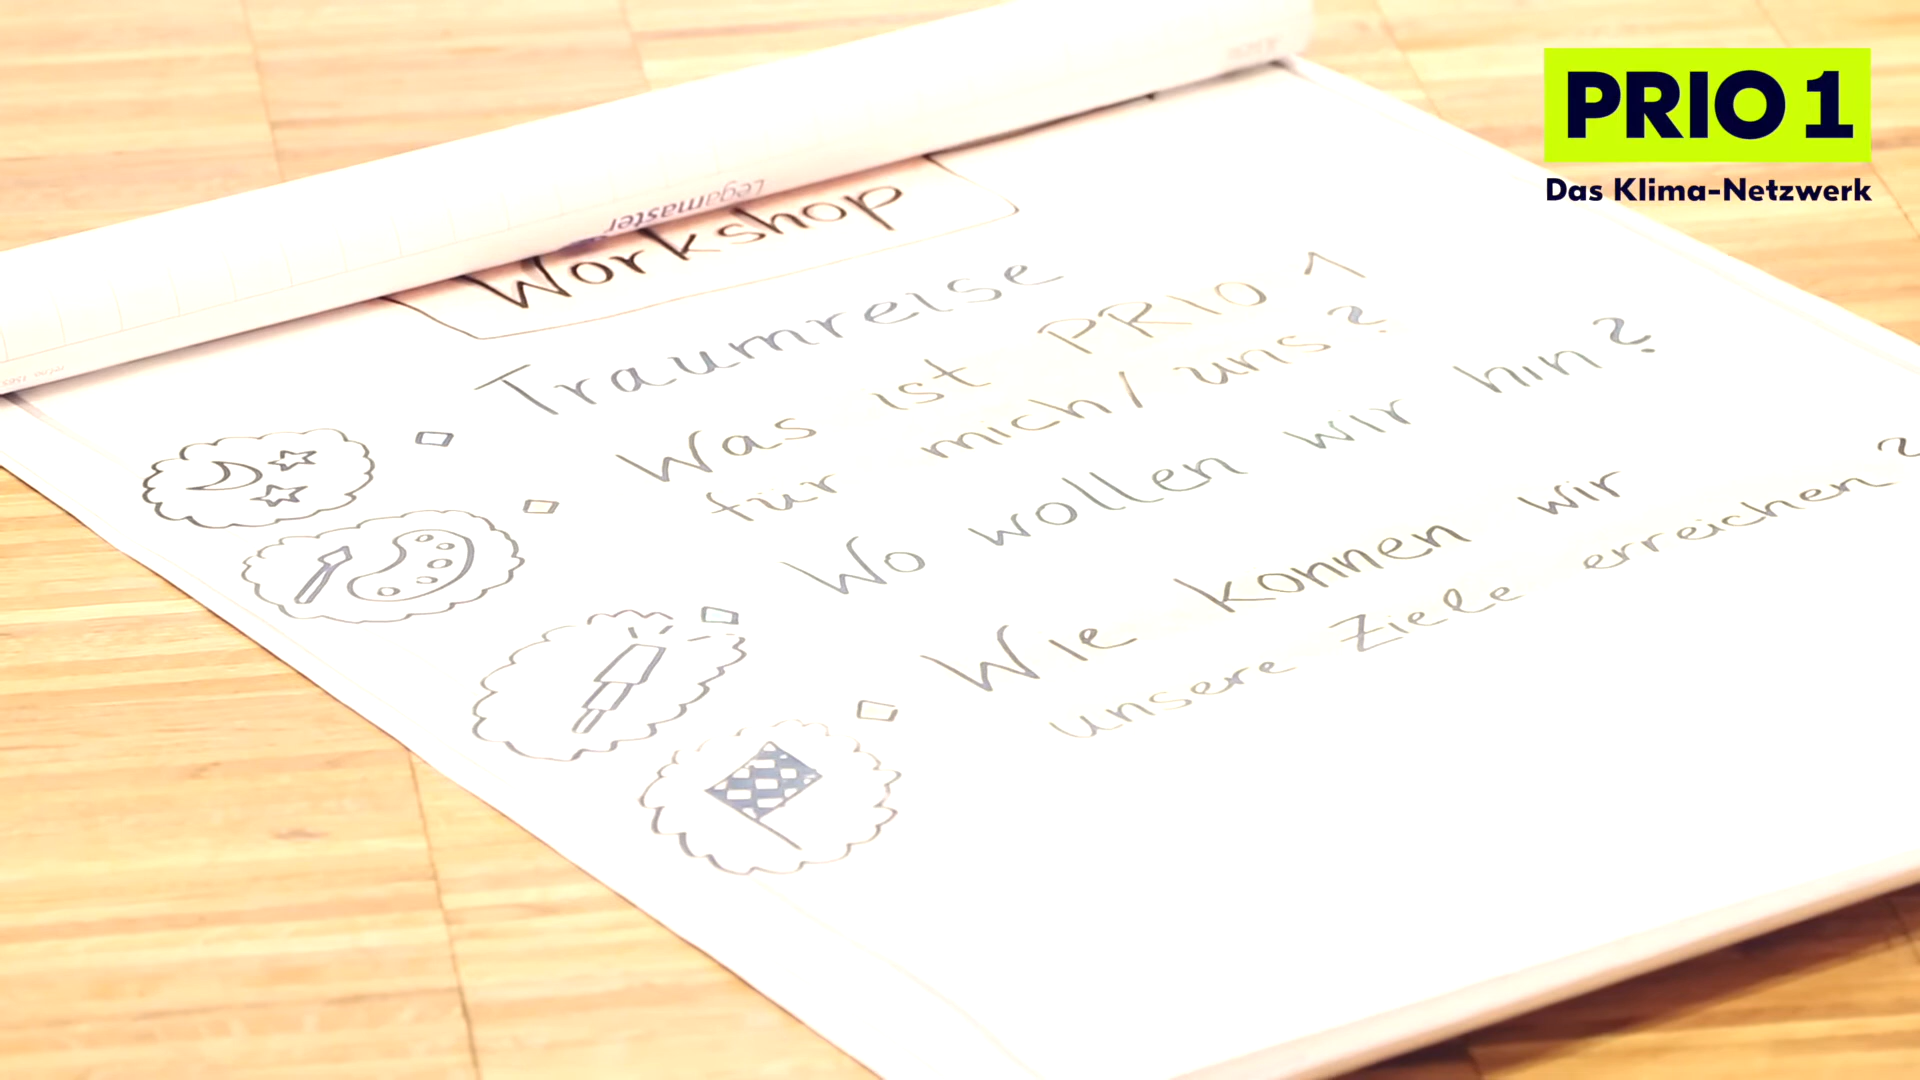 PRIO 1
Das Klima-Netzwerk
Legamaster
Workshop
Traumreise
Was ist PRIO 1
für mich/uns?
Wo wollen wir hin?
Wie konnen wir
unsere Ziele erreichen?